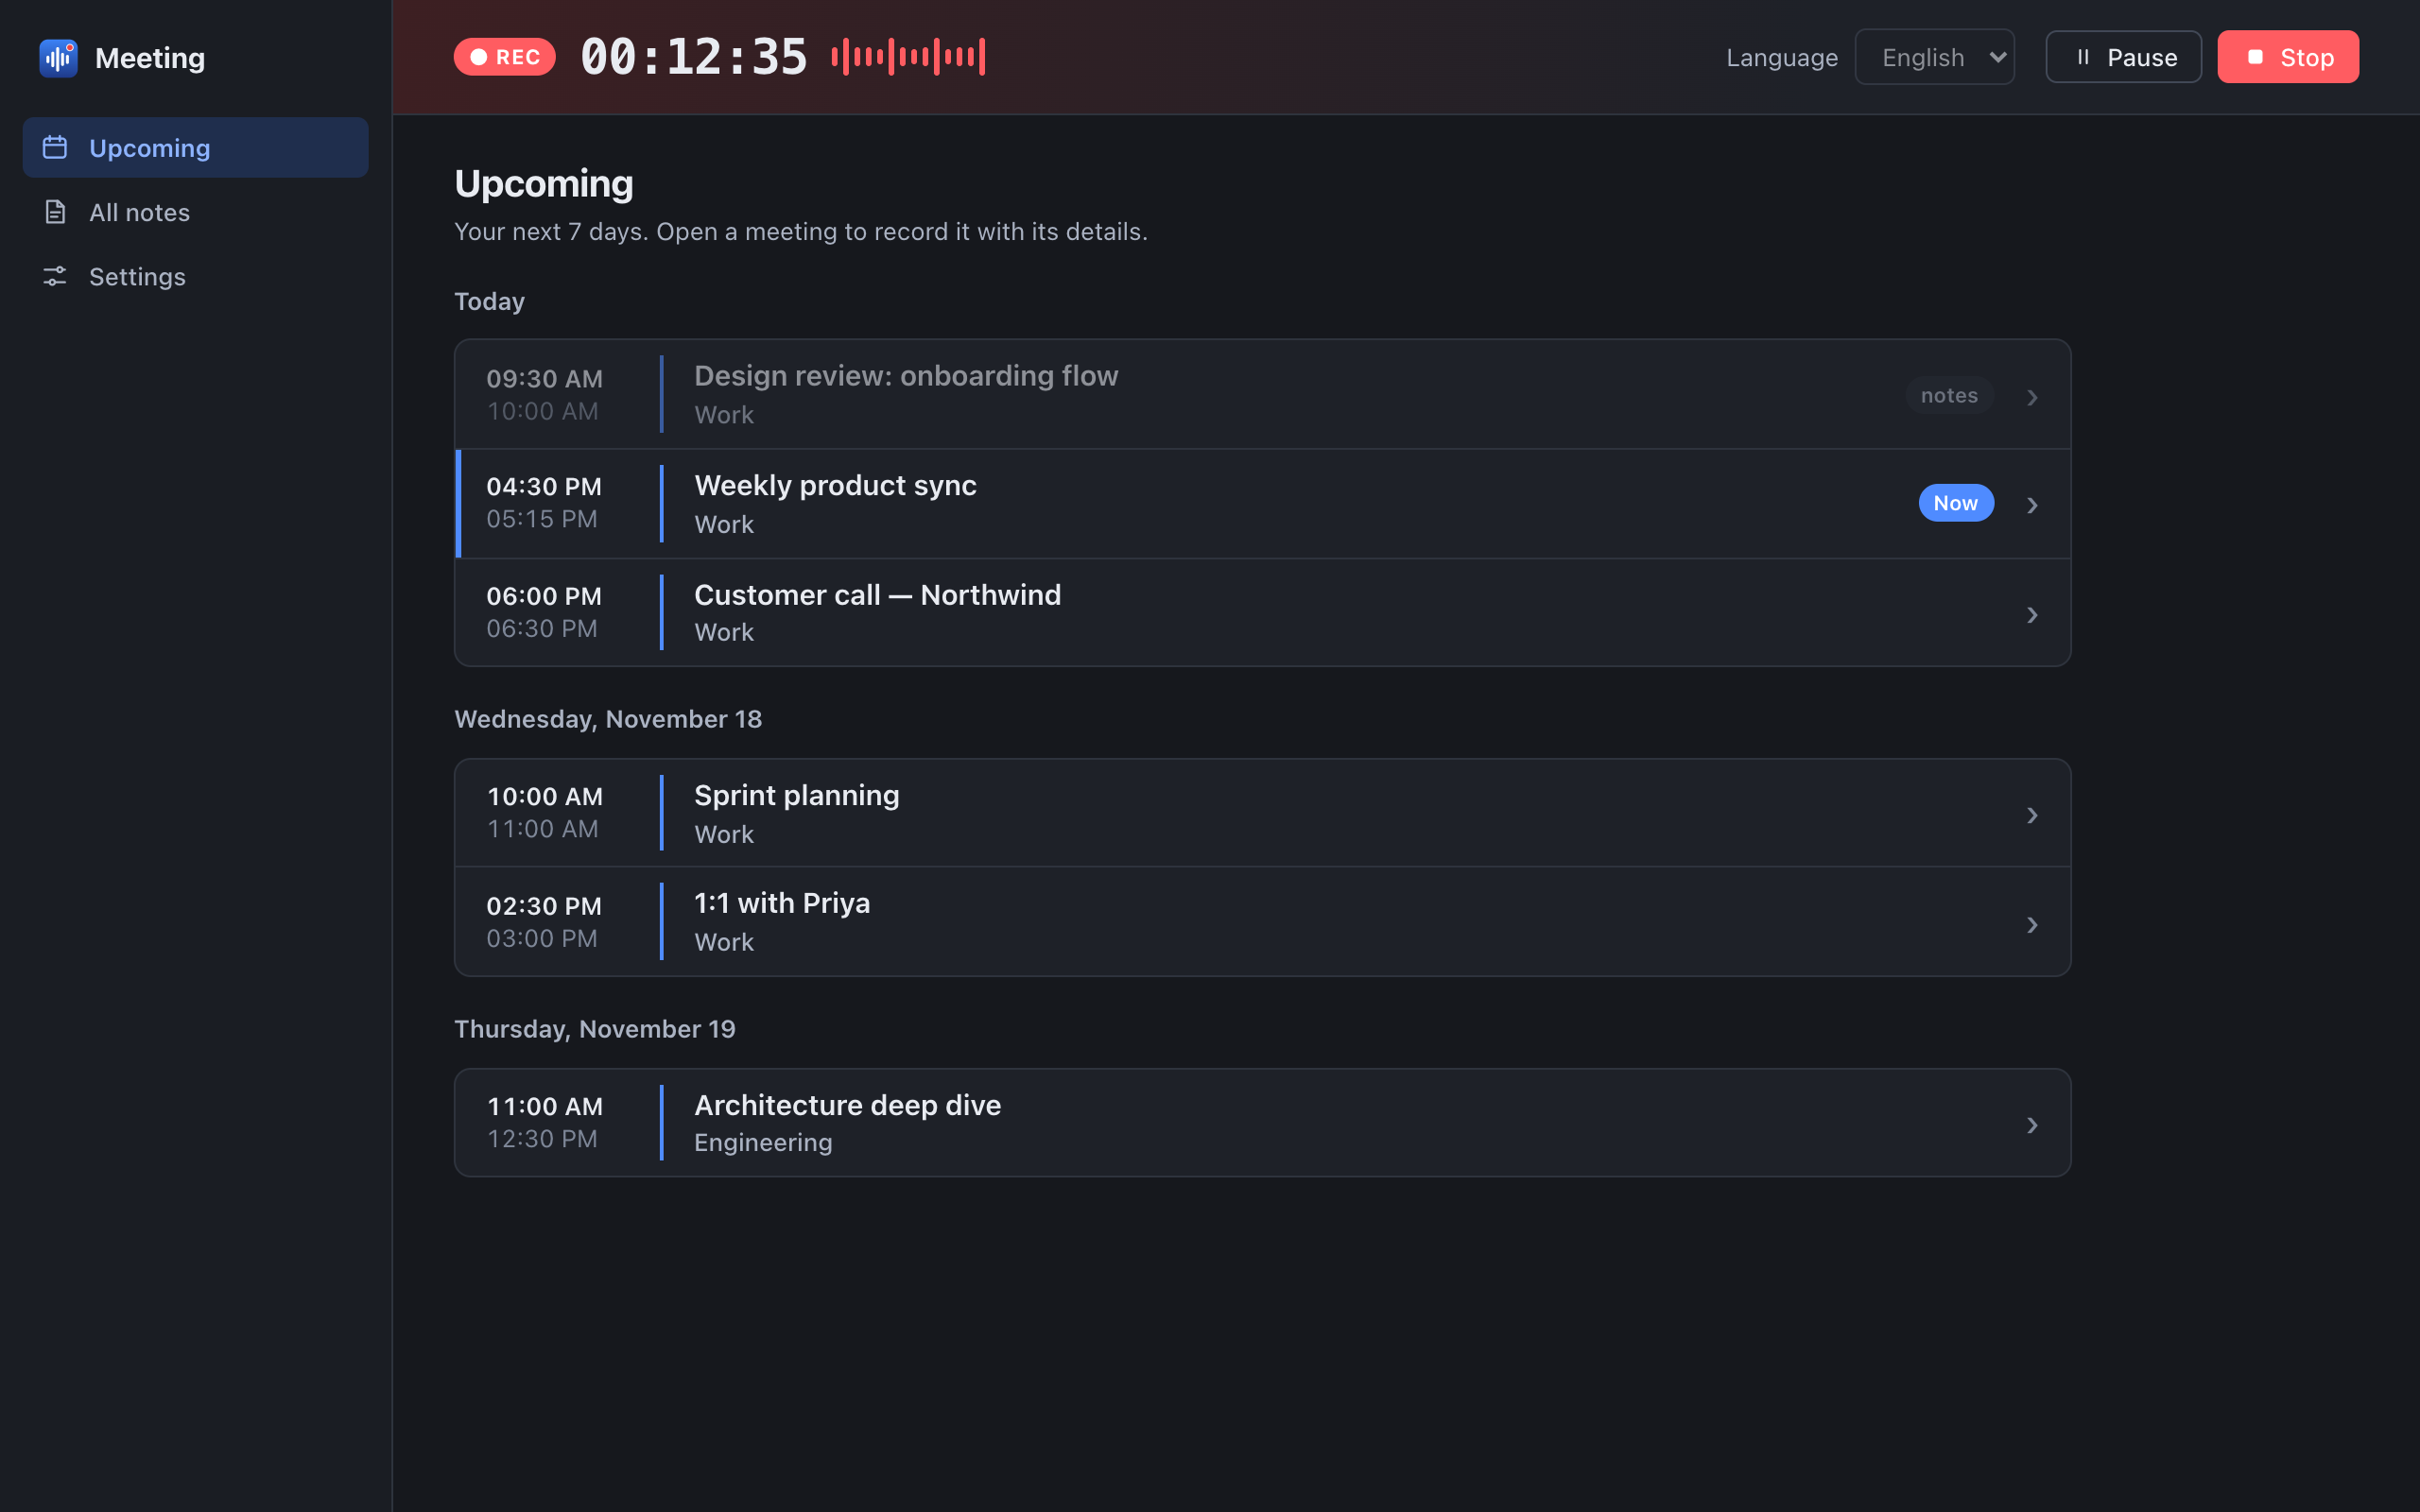 Meeting
Upcoming
All notes
Settings
REC 00:12:35
Language English Pause Stop
Upcoming
Your next 7 days. Open a meeting to record it with its details.
Today
09:30 AM
10:00 AM
Design review: onboarding flow
Work
notes
04:30 PM
05:15 PM
Weekly product sync
Work
Now
06:00 PM
06:30 PM
Customer call — Northwind
Work
Wednesday, November 18
10:00 AM
11:00 AM
Sprint planning
Work
02:30 PM
03:00 PM
1:1 with Priya
Work
Thursday, November 19
11:00 AM
12:30 PM
Architecture deep dive
Engineering